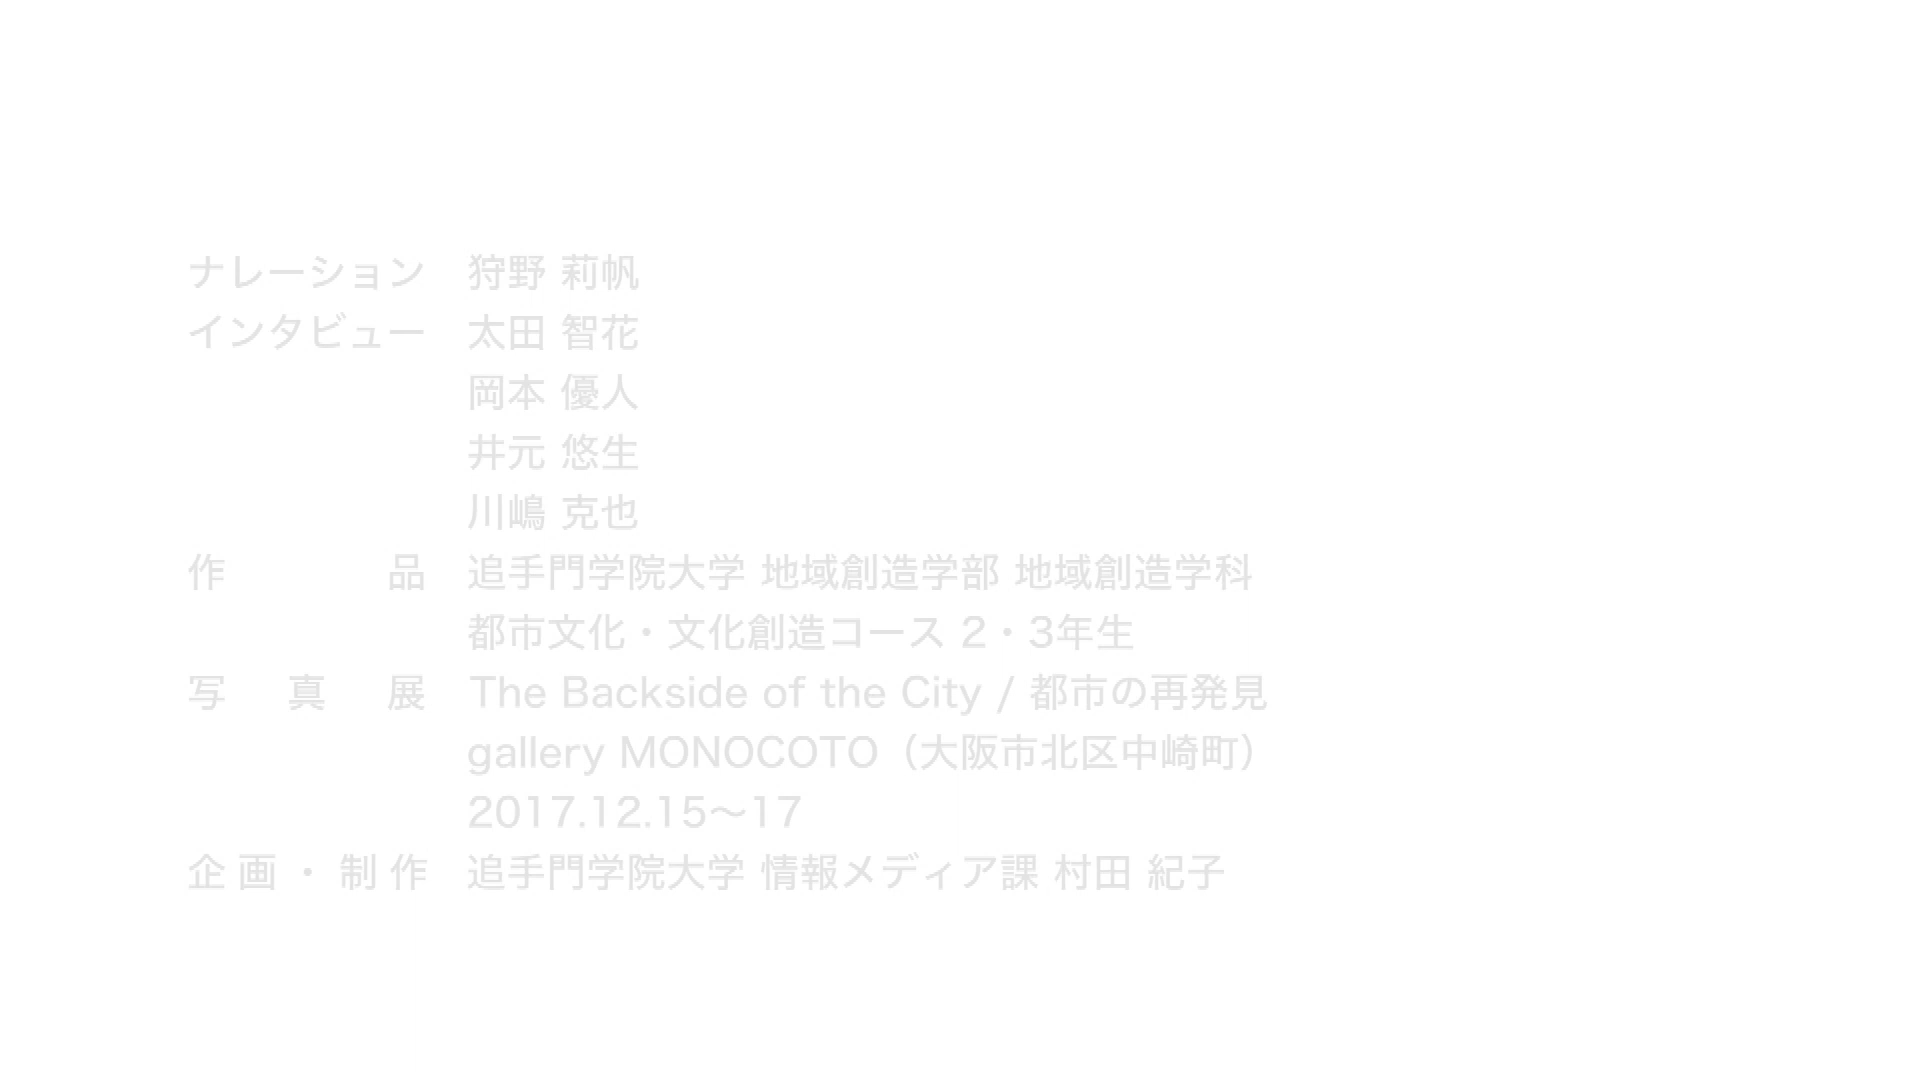 ナレーション 狩野 莉帆
インタビュー 太田 智花
岡本 優人
井元 悠生
川嶋 克也
作品 追手門学院大学 地域創造学部 地域創造学科
都市文化・文化創造コース 2・3年生
写真展 The Backside of the City / 都市の再発見
gallery MONOCOTO（大阪市北区中崎町）
2017.12.15〜17
企画・制作 追手門学院大学 情報メディア課 村田 紀子